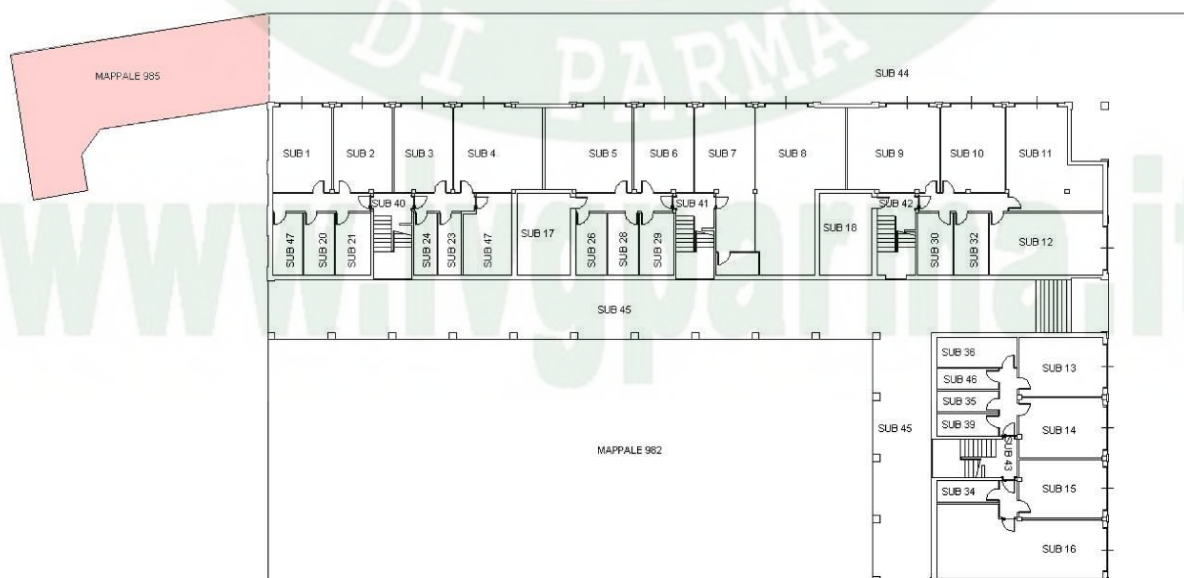 DI PARMA
MAPPALE 985
SUB 44
SUB 1
SUB 2
SUB 3
SUB 4
SUB 5
SUB 6
SUB 7
SUB 8
SUB 9
SUB 10
SUB 11
SUB 40
SUB 41
SUB 42
SUB 47
SUB 20
SUB 21
SUB 24
SUB 23
SUB 47
SUB 17
SUB 26
SUB 28
SUB 29
SUB 18
SUB 30
SUB 32
SUB 12
www.ivgparma.it
SUB 45
SUB 36
SUB 13
SUB 46
SUB 35
SUB 39
SUB 14
SUB 45
MAPPALE 982
SUB 43
SUB 34
SUB 15
SUB 16